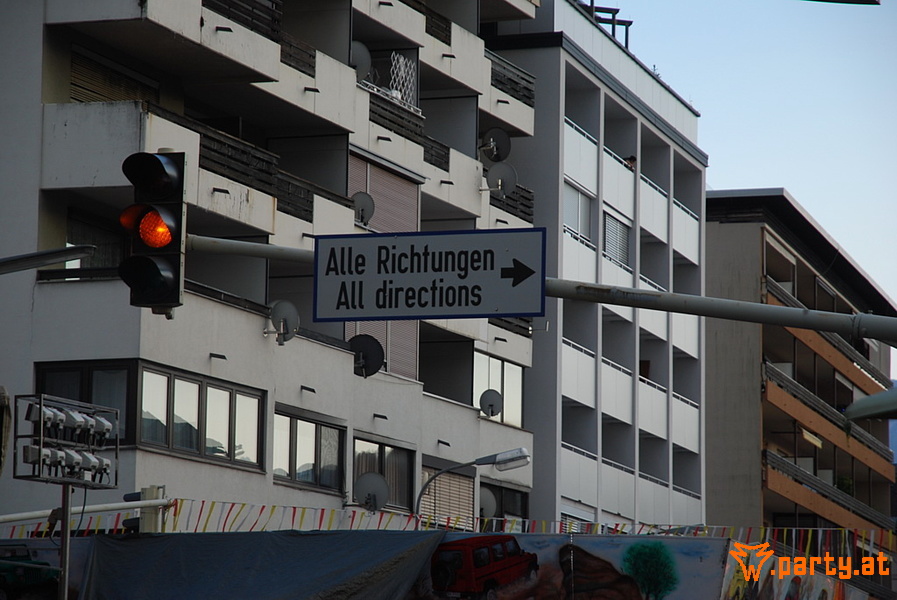 Alle Richtungen
All directions
.party.at